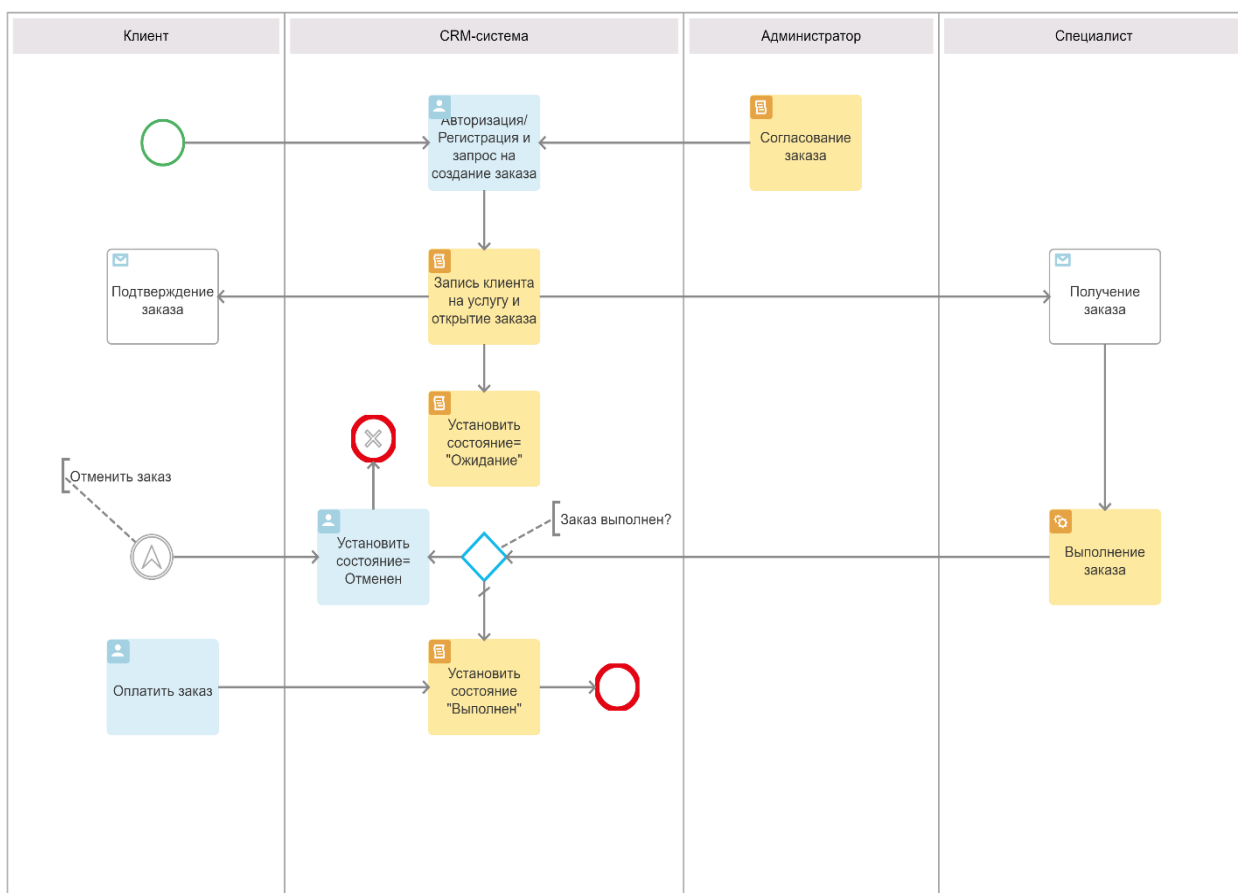 Клиент
CRM-система
Администратор
Специалист
Авторизация/
Регистрация и
запрос на
создание заказа
Согласование
заказа
Подтверждение
заказа
Запись клиента
на услугу и
открытие заказа
Получение
заказа
Установить
состояние=
"Ожидание"
Отменить заказ
Заказ выполнен?
Установить
состояние=
Отменен
Выполнение
заказа
Оплатить заказ
Установить
состояние
"Выполнен"